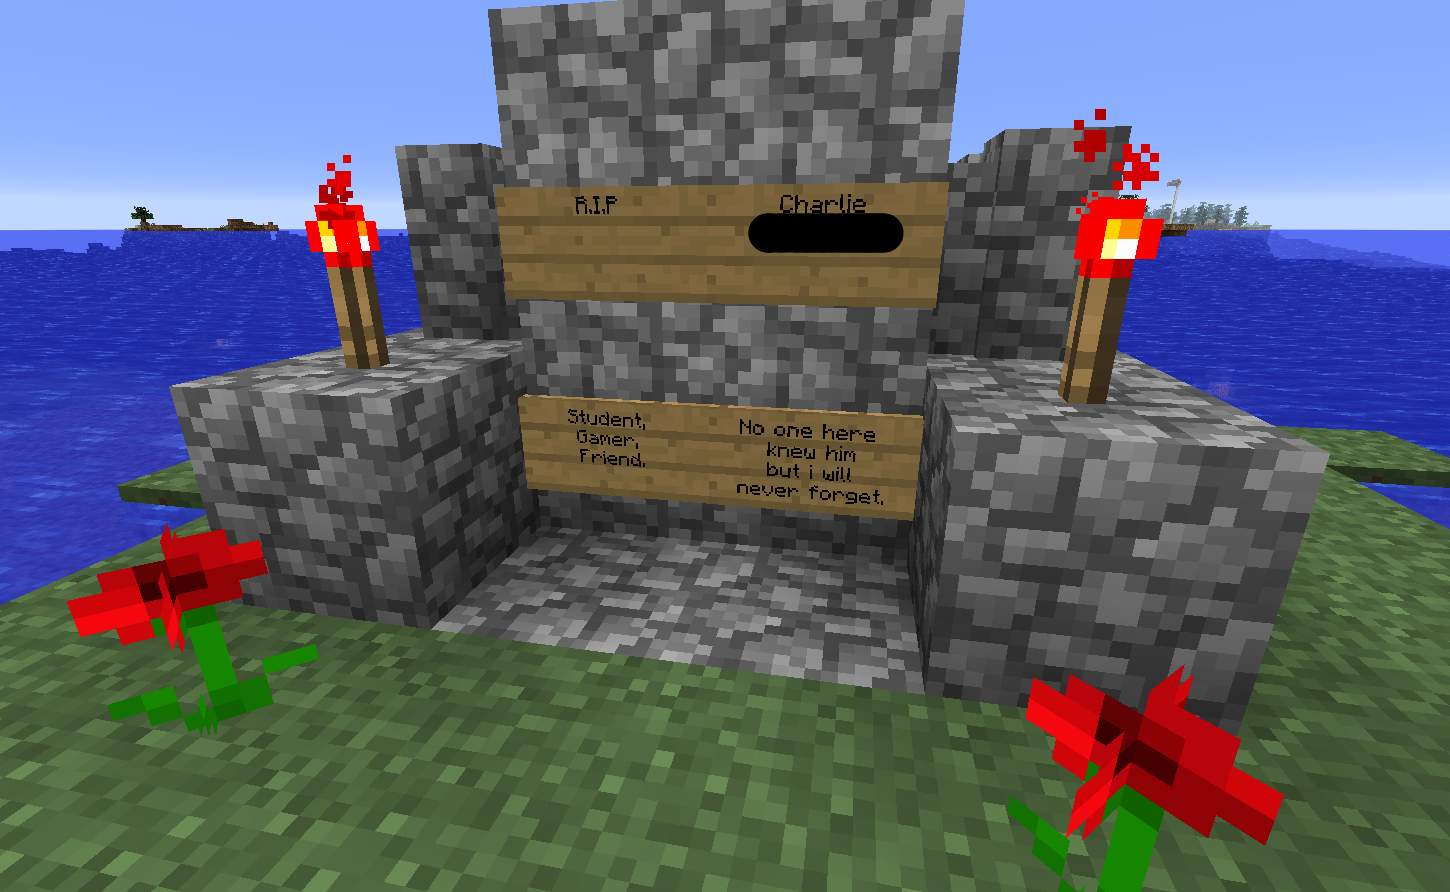 R.I.P
Charlie
Student,
Gamer,
Friend.
No one here
knew him
but i will
never forget.